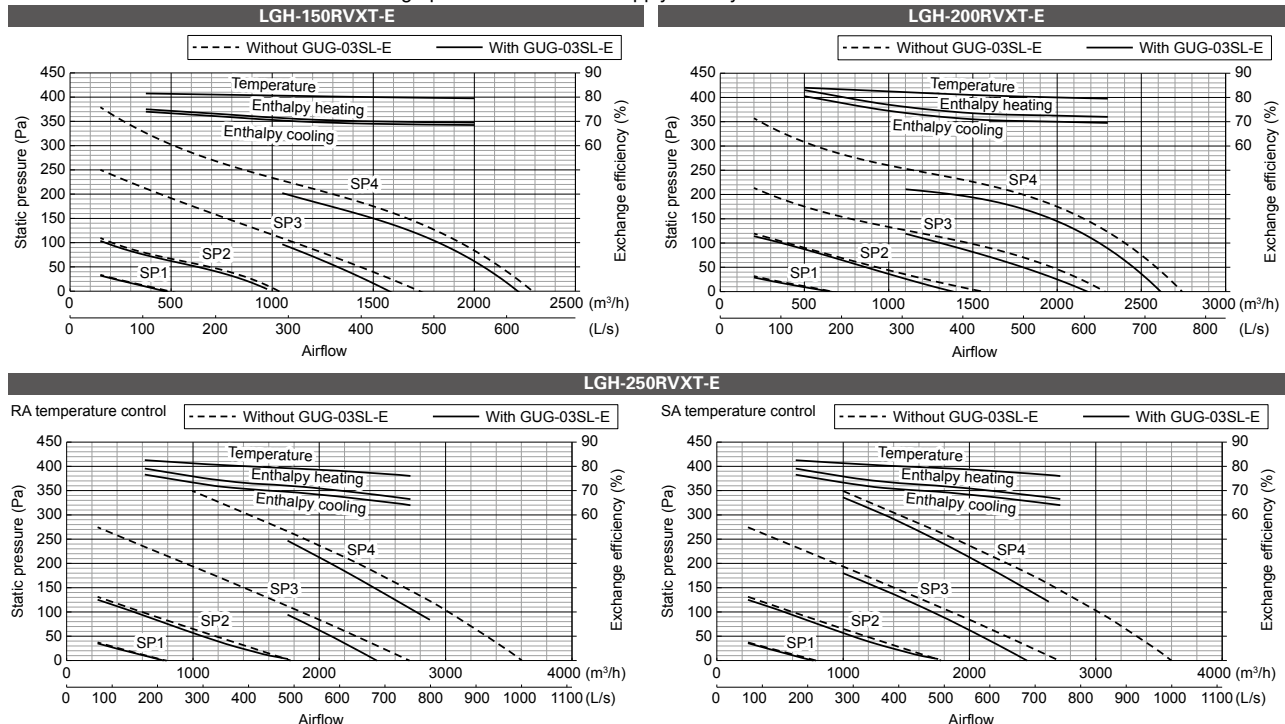 LGH-150RVXT-E
Without GUG-03SL-E With GUG-03SL-E
Static pressure (Pa)
450
400
350
300
250
200
150
100
50
0
Temperature
Enthalpy heating
Enthalpy cooling
SP4
SP3
SP2
SP1
90
80
70
60
Exchange efficiency (%)
0 500 1000 1500 2000 2500 (m³/h)
0 100 200 300 400 500 600 (L/s)
Airflow
LGH-200RVXT-E
Without GUG-03SL-E With GUG-03SL-E
Static pressure (Pa)
450
400
350
300
250
200
150
100
50
0
Temperature
Enthalpy heating
Enthalpy cooling
SP4
SP3
SP2
SP1
90
80
70
60
Exchange efficiency (%)
0 500 1000 1500 2000 2500 3000 (m³/h)
0 100 200 300 400 500 600 700 800 (L/s)
Airflow
LGH-250RVXT-E
RA temperature control Without GUG-03SL-E With GUG-03SL-E
Static pressure (Pa)
450
400
350
300
250
200
150
100
50
0
Temperature
Enthalpy heating
Enthalpy cooling
SP4
SP3
SP2
SP1
90
80
70
60
Exchange efficiency (%)
0 1000 2000 3000 4000 (m³/h)
0 100 200 300 400 500 600 700 800 900 1000 1100 (L/s)
Airflow
SA temperature control Without GUG-03SL-E With GUG-03SL-E
Static pressure (Pa)
450
400
350
300
250
200
150
100
50
0
Temperature
Enthalpy heating
Enthalpy cooling
SP4
SP3
SP2
SP1
90
80
70
60
Exchange efficiency (%)
0 1000 2000 3000 4000 (m³/h)
0 100 200 300 400 500 600 700 800 900 1000 1100 (L/s)
Airflow